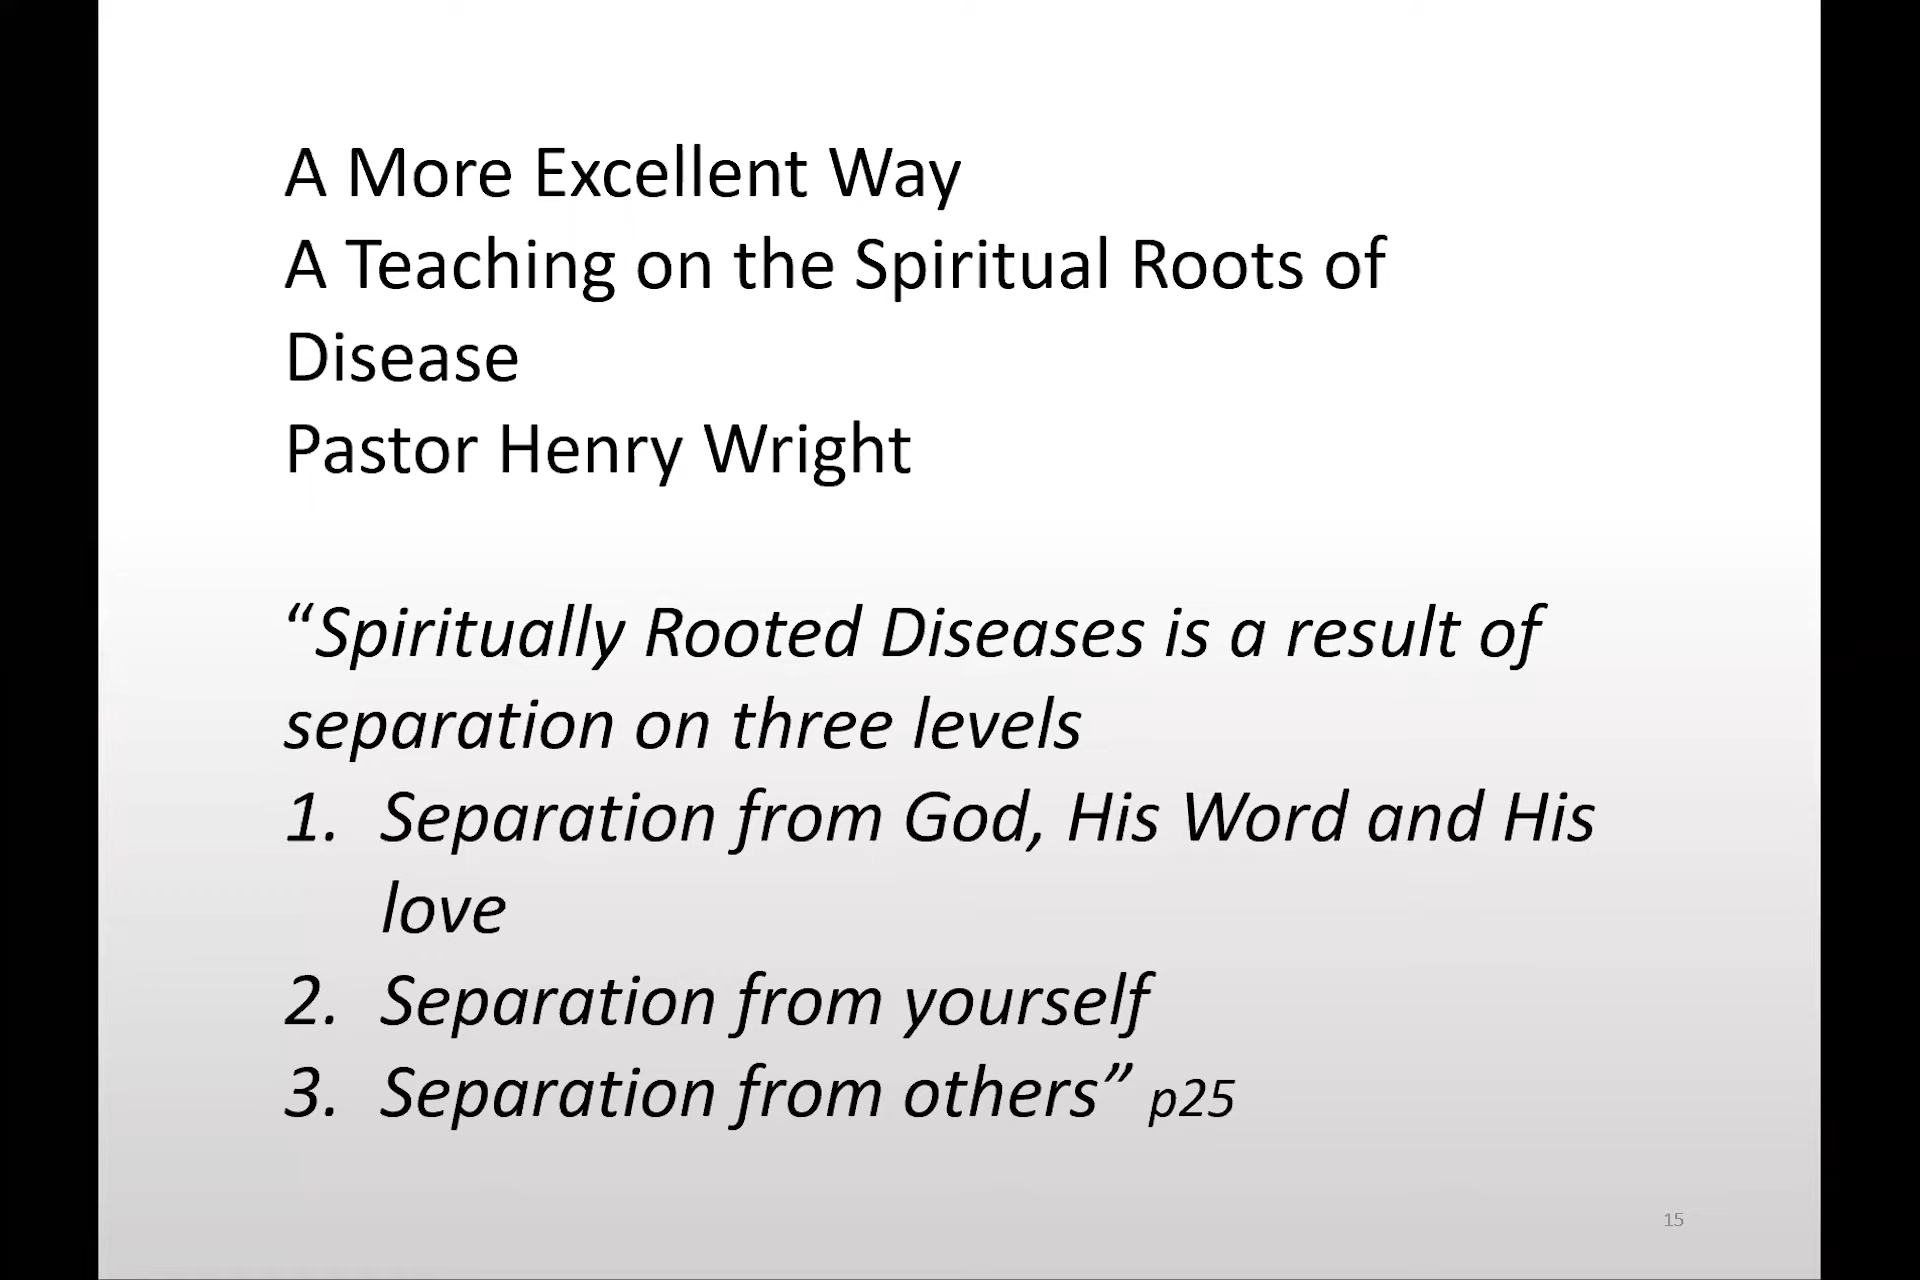 A More Excellent Way
A Teaching on the Spiritual Roots of
Disease
Pastor Henry Wright
“Spiritually Rooted Diseases is a result of
separation on three levels
1. Separation from God, His Word and His
love
2. Separation from yourself
3. Separation from others” p25
15